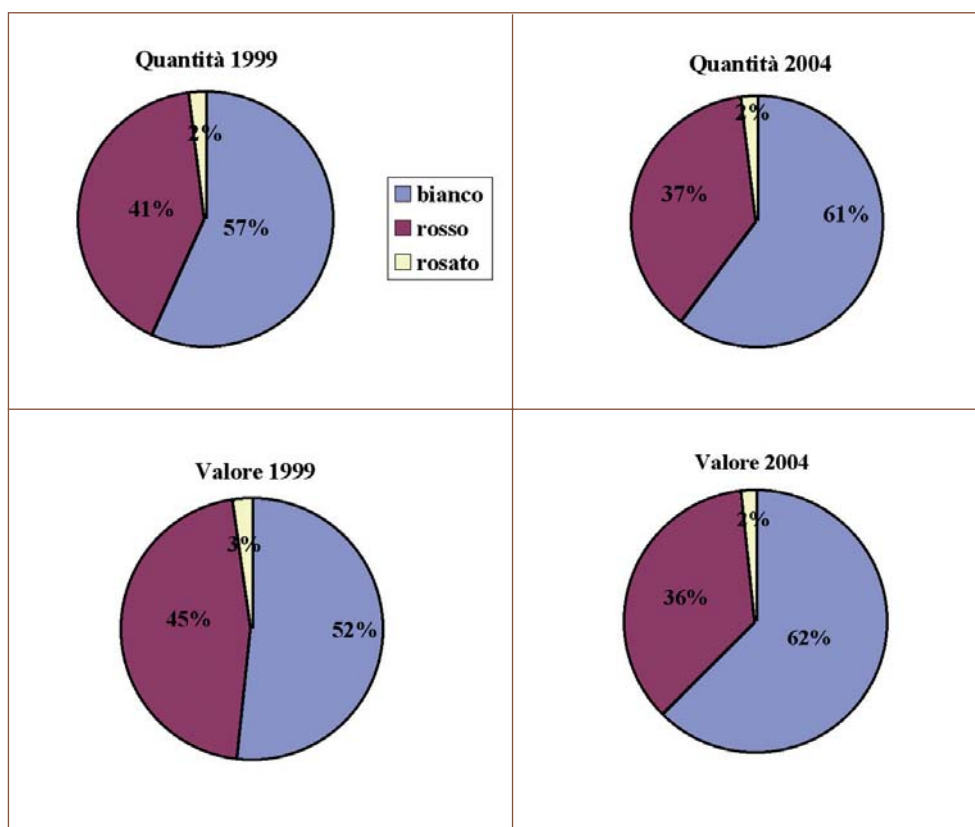 Quantità 1999
2%
41%
57%
bianco
rosso
rosato
Quantità 2004
2%
37%
61%
Valore 1999
3%
45%
52%
Valore 2004
2%
36%
62%